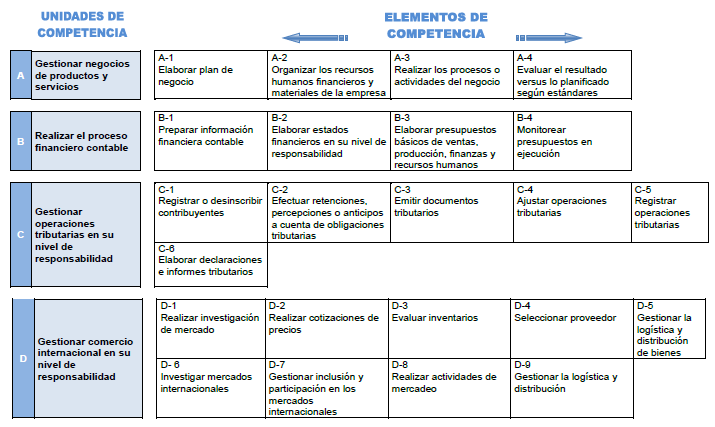 UNIDADES DE
COMPETENCIA
ELEMENTOS DE
COMPETENCIA
A
Gestionar negocios
de productos y
servicios
A-1
Elaborar plan de
negocio
A-2
Organizar los recursos
humanos financieros y
materiales de la empresa
A-3
Realizar los procesos o
actividades del negocio
A-4
Evaluar el resultado
versus lo planificado
según estándares
B
Realizar el proceso
financiero contable
B-1
Preparar información
financiera contable
B-2
Elaborar estados
financieros en su nivel de
responsabilidad
B-3
Elaborar presupuestos
básicos de ventas,
producción, finanzas y
recursos humanos
B-4
Monitorear
presupuestos en
ejecución
C
Gestionar
operaciones
tributarias en su
nivel de
responsabilidad
C-1
Registrar o desinscribir
contribuyentes
C-2
Efectuar retenciones,
percepciones o anticipos
a cuenta de obligaciones
tributarias
C-3
Emitir documentos
tributarios
C-4
Ajustar operaciones
tributarias
C-5
Registrar
operaciones
tributarias
C-6
Elaborar declaraciones
e informes tributarios
D
Gestionar comercio
internacional en su
nivel de
responsabilidad
D-1
Realizar investigación
de mercado
D-2
Realizar cotizaciones de
precios
D-3
Evaluar inventarios
D-4
Seleccionar proveedor
D-5
Gestionar la
logística y
distribución
de bienes
D- 6
Investigar mercados
internacionales
D-7
Gestionar inclusión y
participación en los
mercados
internacionales
D-8
Realizar actividades de
mercadeo
D-9
Gestionar la logística y
distribución